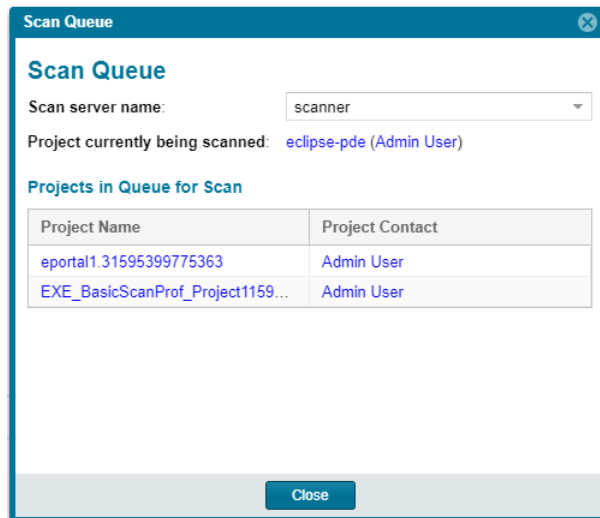 Scan Queue
Scan Queue
Scan server name: scanner
Project currently being scanned: eclipse-pde (Admin User)
Projects in Queue for Scan
Project Name Project Contact
eportal1.31595399775363 Admin User
EXE_BasicScanProf_Project1159... Admin User
Close